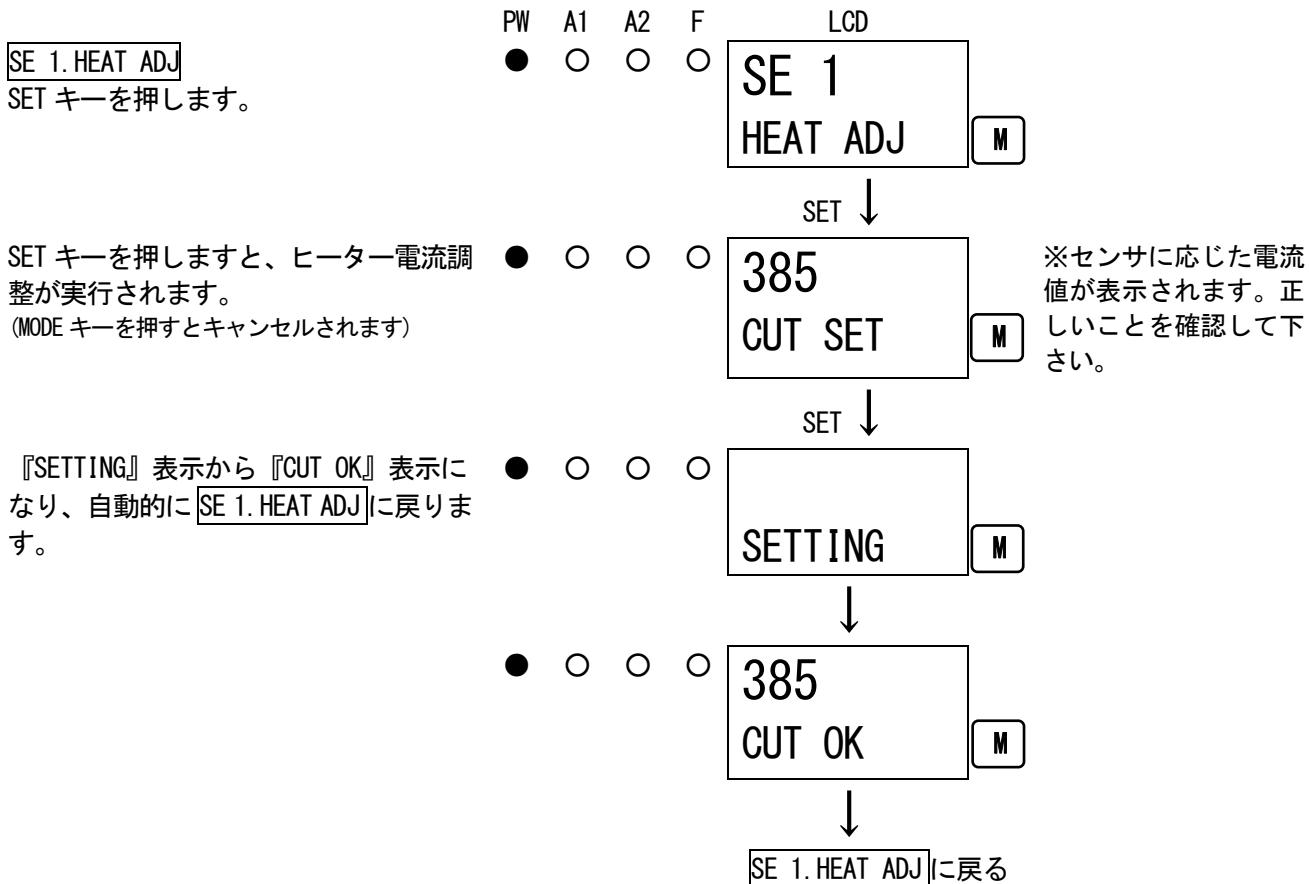 PW A1 A2 F LCD
SE 1.HEAT ADJ
SET キーを押します。
● ○ ○ ○
SE 1
HEAT ADJ
M
SET ↓
SET キーを押しますと、ヒーター電流調
整が実行されます。
(MODE キーを押すとキャンセルされます)
● ○ ○ ○
385
CUT SET
M
※センサに応じた電流
値が表示されます。正
しいことを確認して下
さい。
SET ↓
『SETTING』表示から『CUT OK』表示に
なり、自動的に SE 1.HEAT ADJ に戻りま
す。
● ○ ○ ○
SETTING
M
↓
● ○ ○ ○
385
CUT OK
M
↓
SE 1.HEAT ADJ に戻る